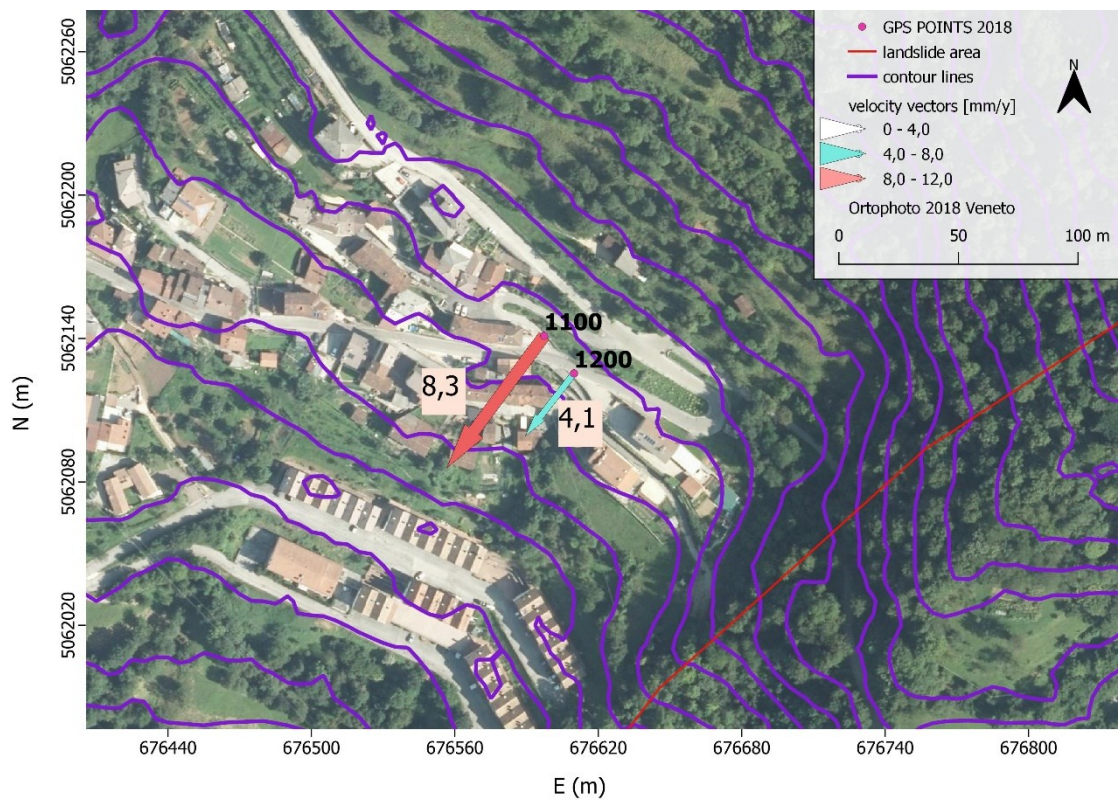 GPS POINTS 2018
landslide area
contour lines
velocity vectors [mm/y]
0 - 4,0
4,0 - 8,0
8,0 - 12,0
Ortophoto 2018 Veneto
0 50 100 m
N
1100
1200
8,3
4,1
N (m)
5062260
5062200
5062140
5062080
5062020
676440 676500 676560 676620 676680 676740 676800
E (m)